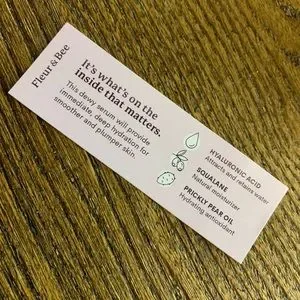 Fleur & Bee
It's what's on the
inside that matters.
This dewy serum will provide
immediate, deep hydration for
smoother and plumper skin.
HYALURONIC ACID
Attracts and retains water
SQUALANE
Natural moisturizer
PRICKLY PEAR OIL
Hydrating antioxidant